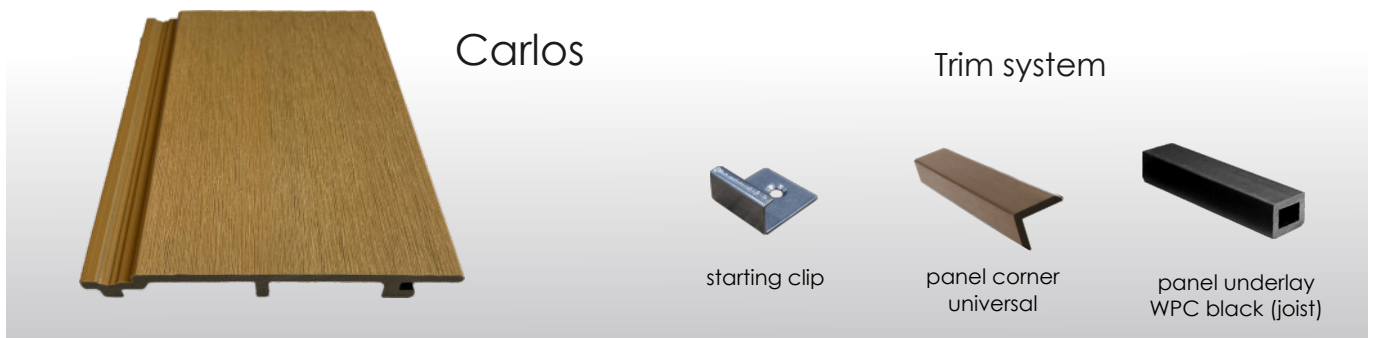 Carlos
Trim system
starting clip
panel corner
universal
panel underlay
WPC black (joist)